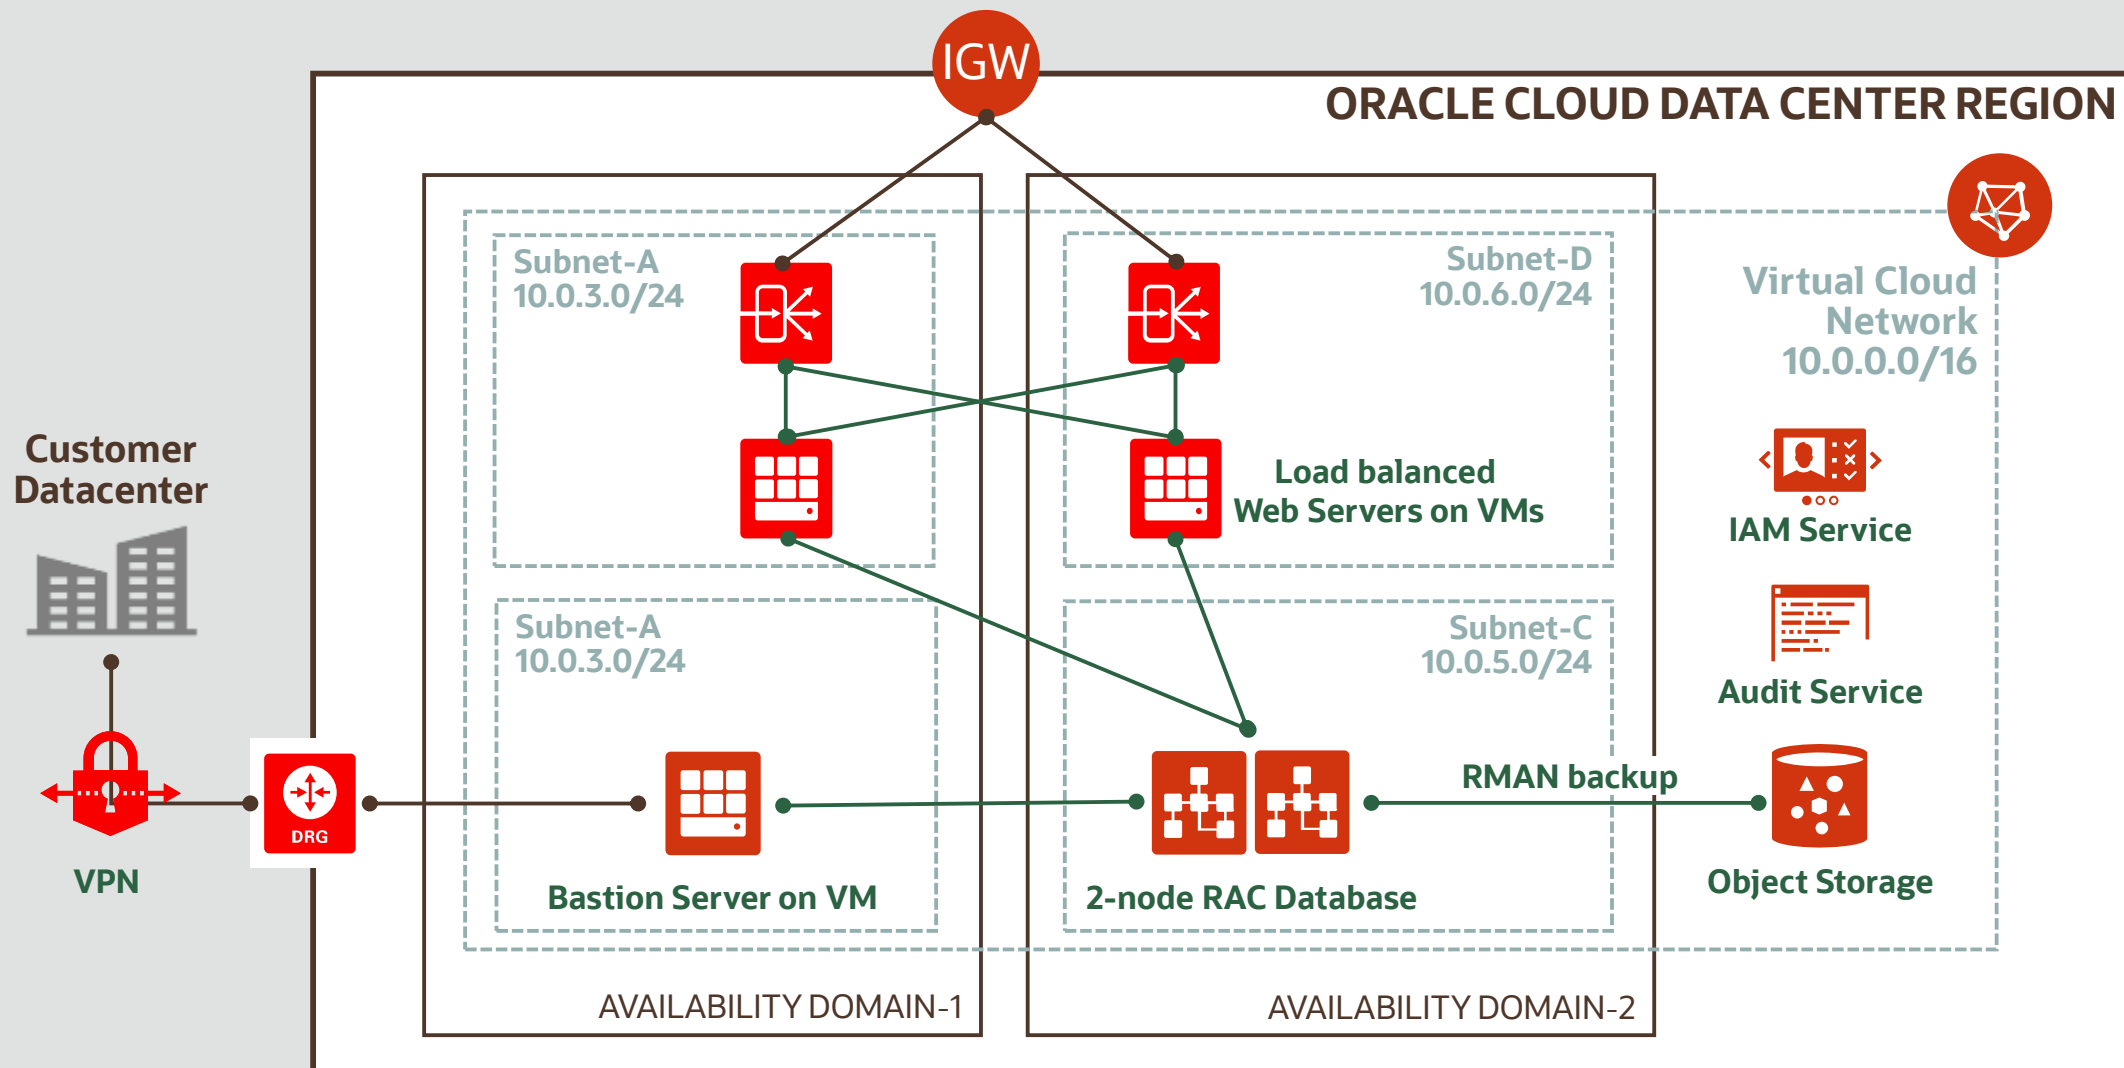 IGW
ORACLE CLOUD DATA CENTER REGION
Subnet-A
10.0.3.0/24
Subnet-D
10.0.6.0/24
Virtual Cloud
Network
10.0.0.0/16
Customer
Datacenter
Load balanced
Web Servers on VMs
IAM Service
Subnet-A
10.0.3.0/24
Subnet-C
10.0.5.0/24
Audit Service
RMAN backup
DRG
VPN
Bastion Server on VM
2-node RAC Database
Object Storage
AVAILABILITY DOMAIN-1
AVAILABILITY DOMAIN-2